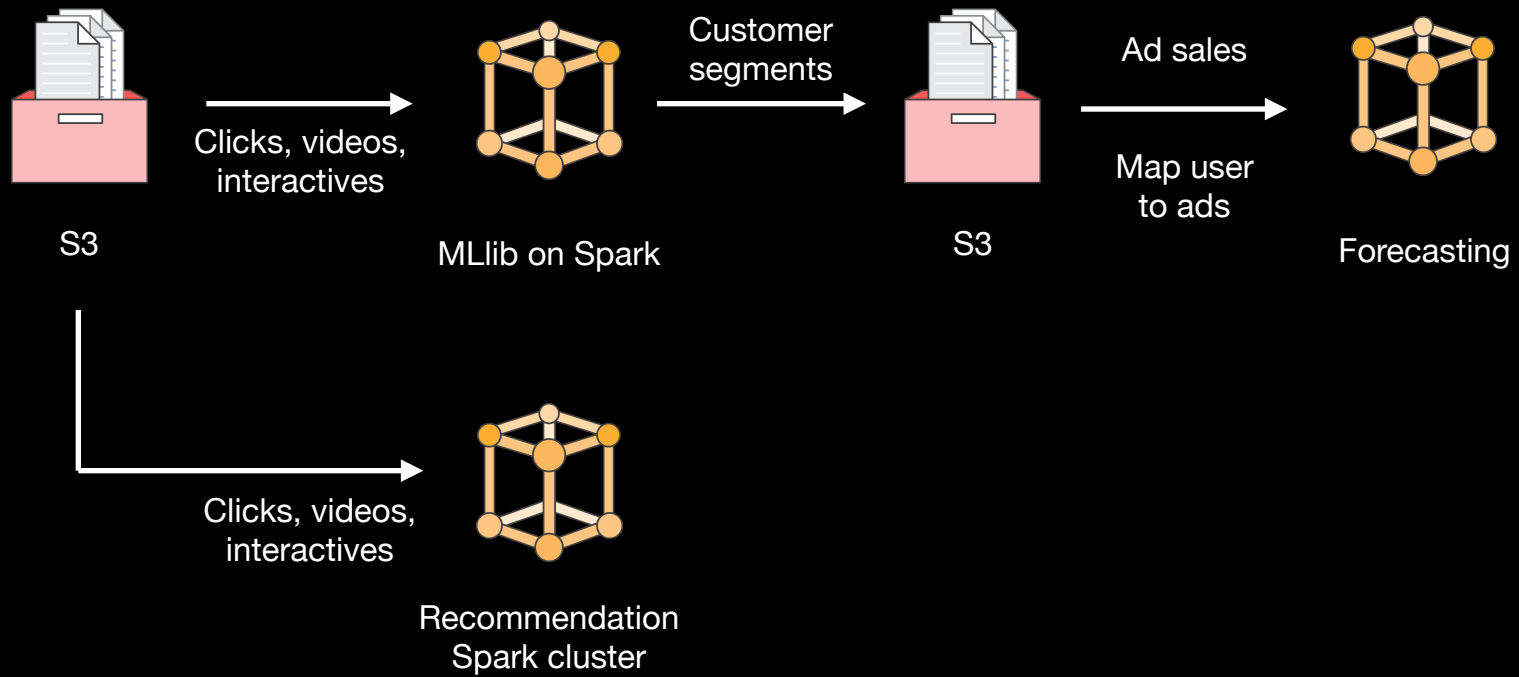 Clicks, videos,
interactives
Customer
segments
Ad sales
Map user
to ads
S3
MLlib on Spark
S3
Forecasting
Clicks, videos,
interactives
Recommendation
Spark cluster